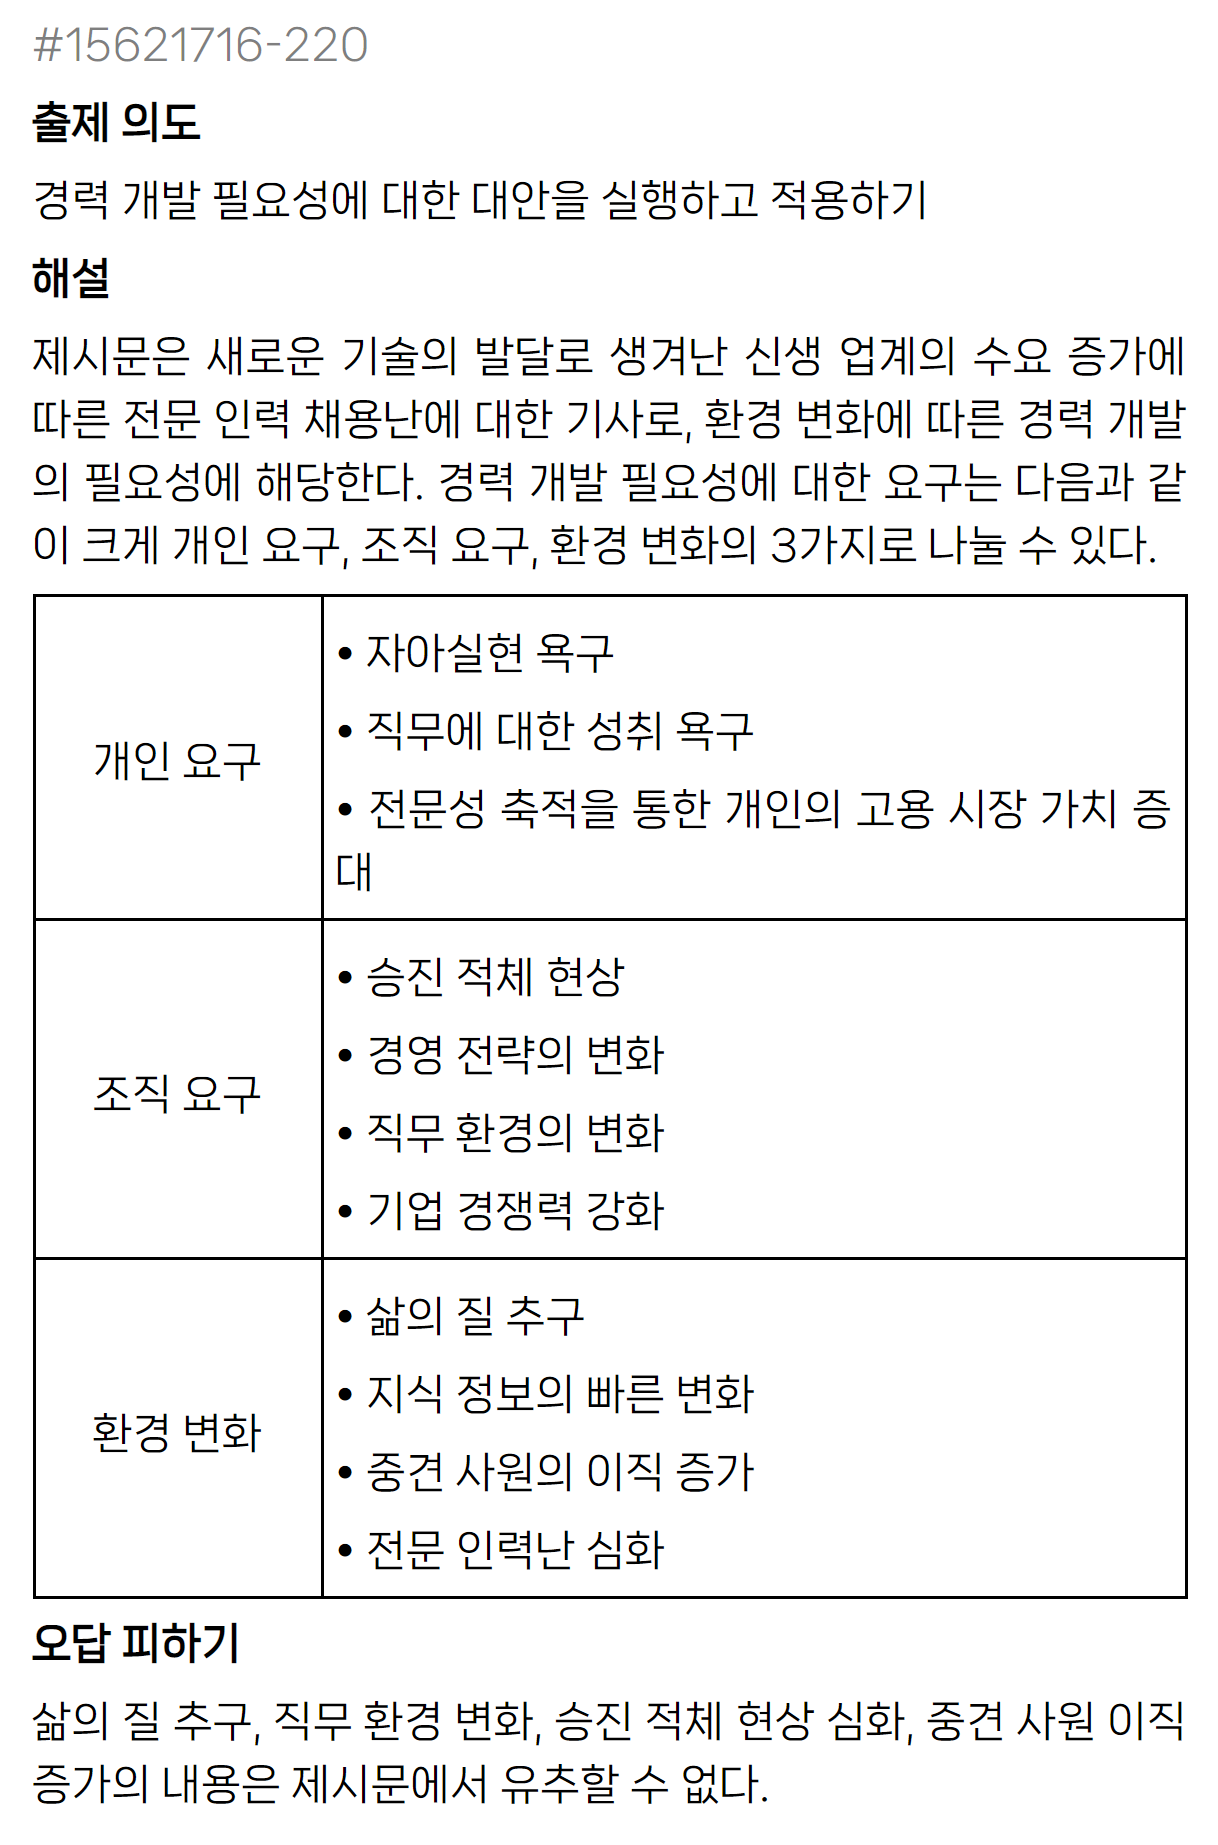 #15621716-220
출제 의도
경력 개발 필요성에 대한 대안을 실행하고 적용하기
해설
제시문은 새로운 기술의 발달로 생겨난 신생 업계의 수요 증가에
따른 전문 인력 채용난에 대한 기사로, 환경 변화에 따른 경력 개발
의 필요성에 해당한다. 경력 개발 필요성에 대한 요구는 다음과 같
이 크게 개인 요구, 조직 요구, 환경 변화의 3가지로 나눌 수 있다.
개인 요구
• 자아실현 욕구
• 직무에 대한 성취 욕구
• 전문성 축적을 통한 개인의 고용 시장 가치 증
대
조직 요구
• 승진 적체 현상
• 경영 전략의 변화
• 직무 환경의 변화
• 기업 경쟁력 강화
환경 변화
• 삶의 질 추구
• 지식 정보의 빠른 변화
• 중견 사원의 이직 증가
• 전문 인력난 심화
오답 피하기
삶의 질 추구, 직무 환경 변화, 승진 적체 현상 심화, 중견 사원 이직
증가의 내용은 제시문에서 유추할 수 없다.